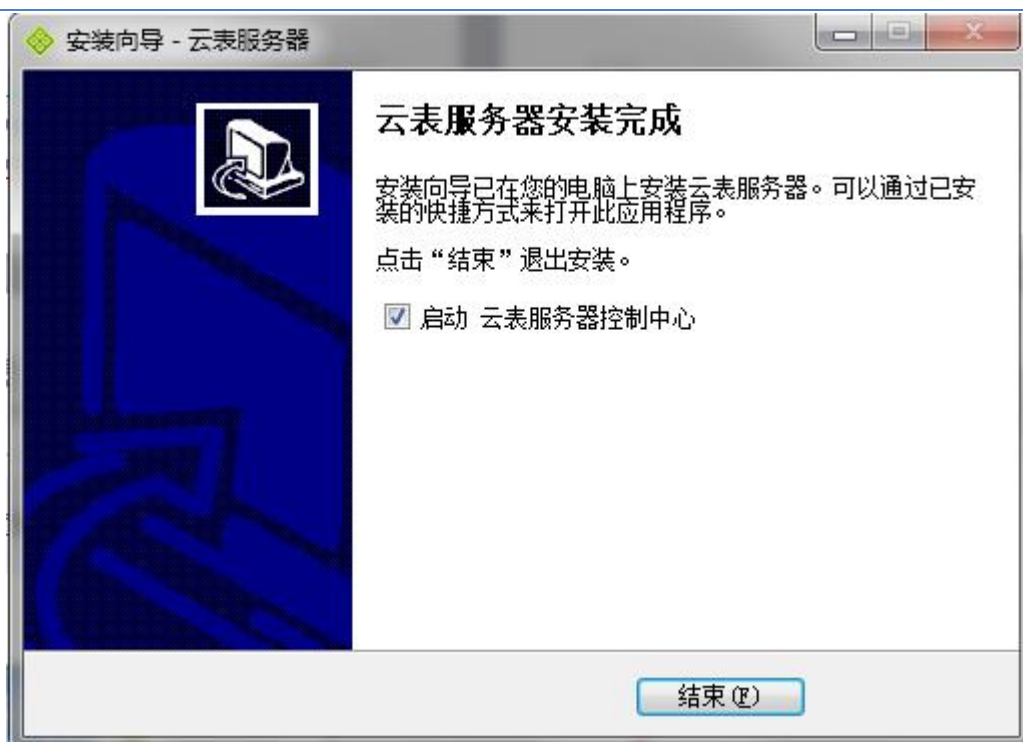 安装向导 - 云表服务器
云表服务器安装完成
安装向导已在您的电脑上安装云表服务器。可以通过已安
装的快捷方式来打开此应用程序。
点击“结束”退出安装。
启动 云表服务器控制中心
结束(F)